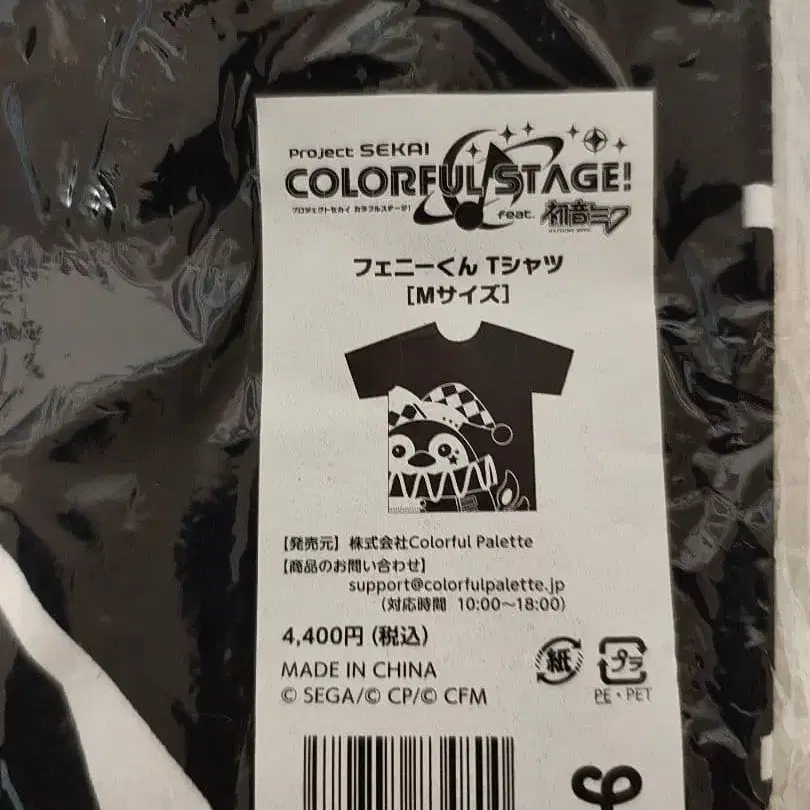 Project SEKAI
COLORFUL STAGE!
プロジェクトセカイ カラフルステージ!
feat. 初音ミク
HATSUNE MIKU
フェニーくん Tシャツ
[Mサイズ]
【発売元】株式会社Colorful Palette
【商品のお問い合わせ】
support@colorfulpalette.jp
(対応時間 10:00～18:00)
4,400円(税込)
MADE IN CHINA
© SEGA/© CP/© CFM
紙
プラ
PE・PET